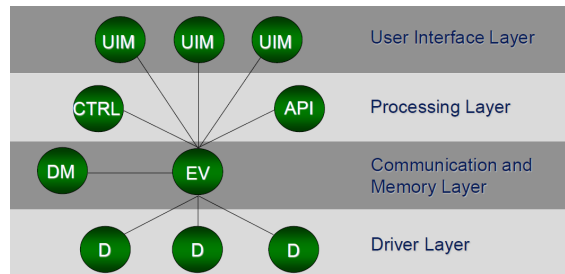 UIM UIM UIM User Interface Layer
CTRL API Processing Layer
DM EV Communication and
Memory Layer
D D D Driver Layer